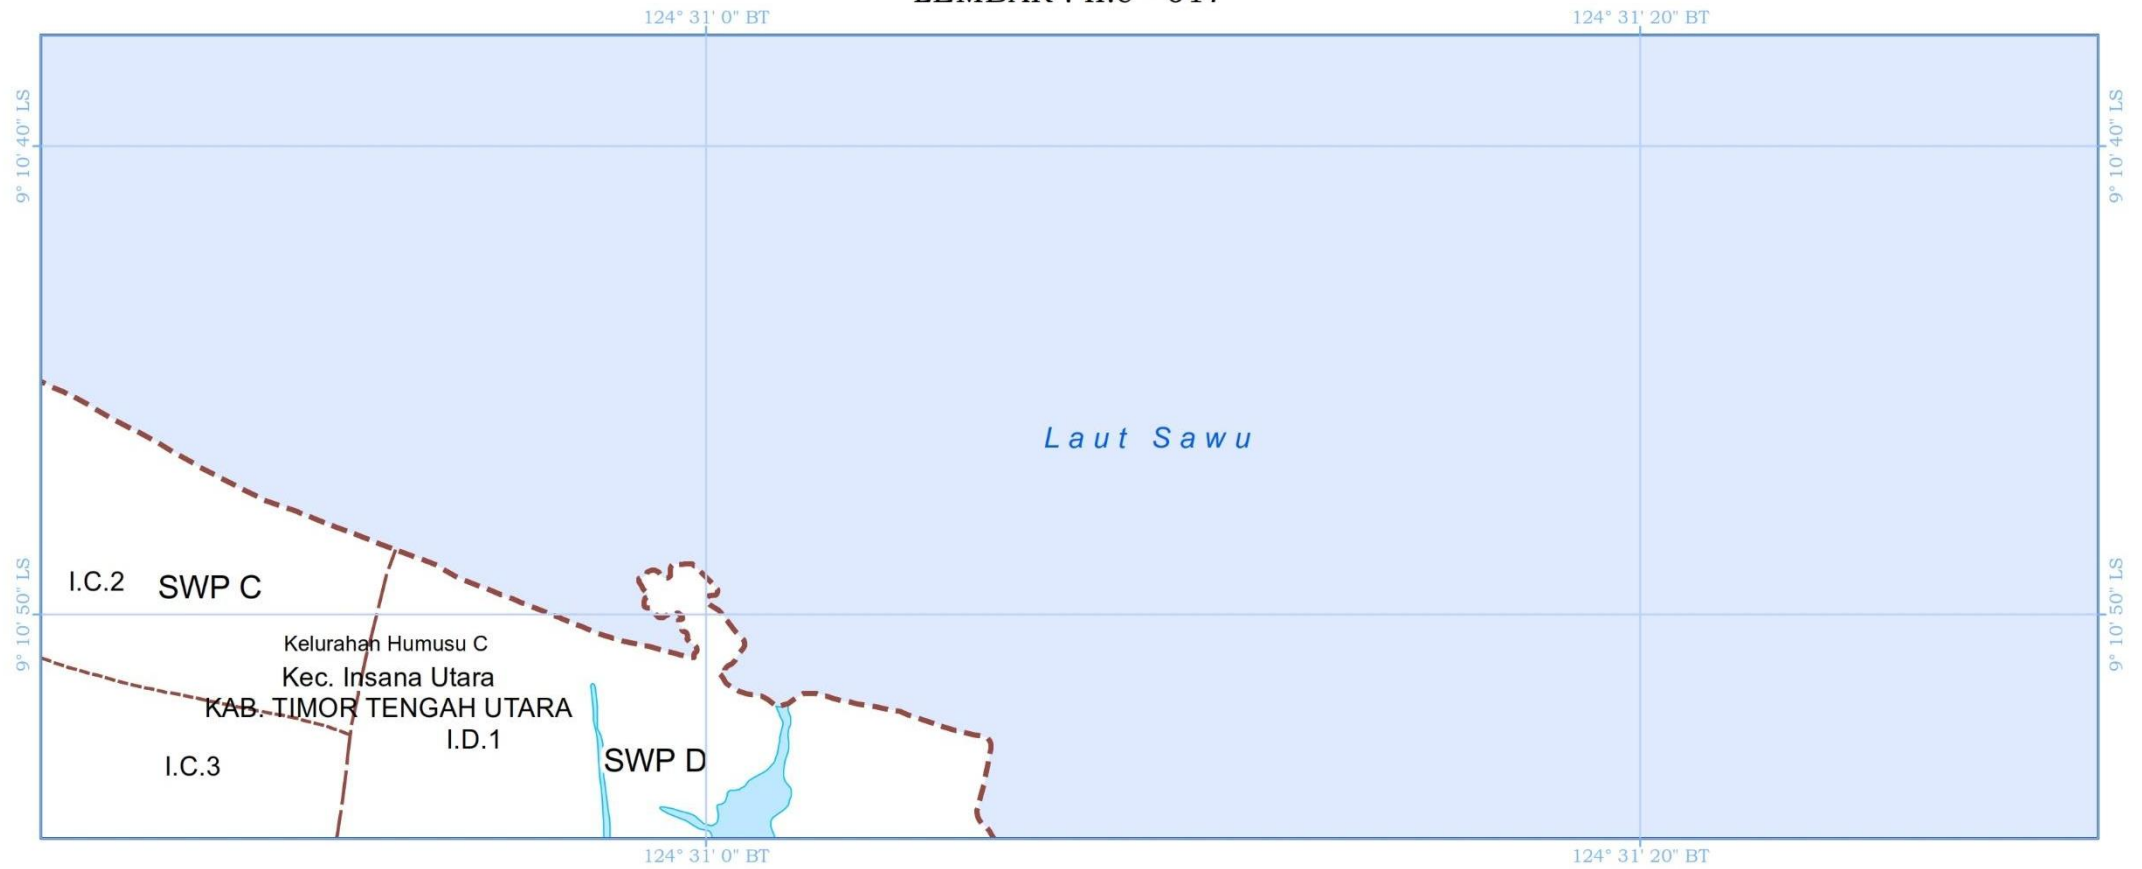 124° 31' 0" BT
124° 31' 20" BT
9° 10' 40" LS
9° 10' 40" LS
Laut Sawu
9° 10' 50" LS
9° 10' 50" LS
I.C.2
SWP C
Kelurahan Humusu C
Kec. Insana Utara
KAB. TIMOR TENGAH UTARA
I.D.1
SWP D
I.C.3
124° 31' 0" BT
124° 31' 20" BT